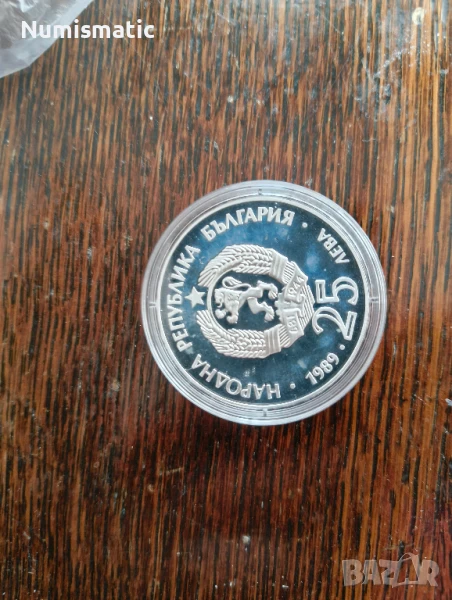 Numismatic
НАРОДНА РЕПУБЛИКА БЪЛГАРИЯ
25
ЛЕВА
1989
BAZAR